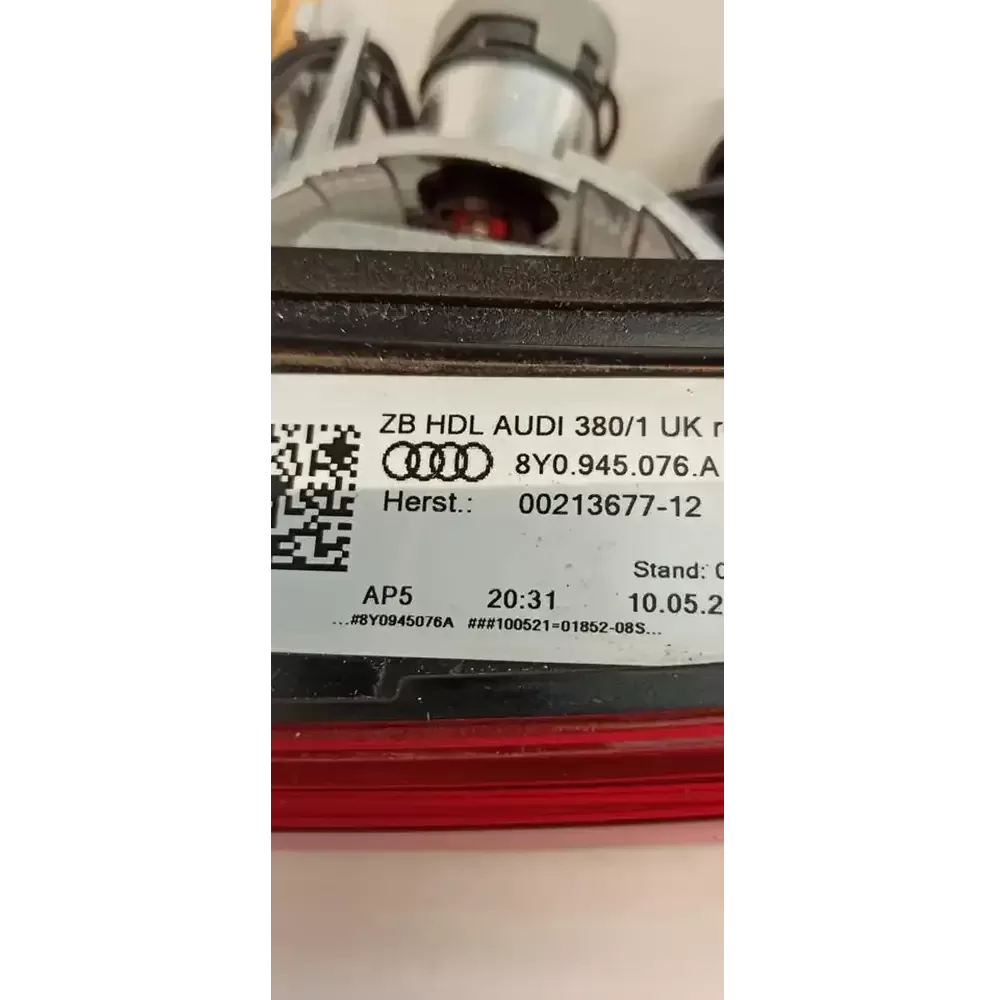 ZB HDL AUDI 380/1 UK
8Y0.945.076.A
Herst.: 00213677-12
Stand:
AP5 20:31 10.05.2
...#8Y0945076A ###100521=01852-08S...